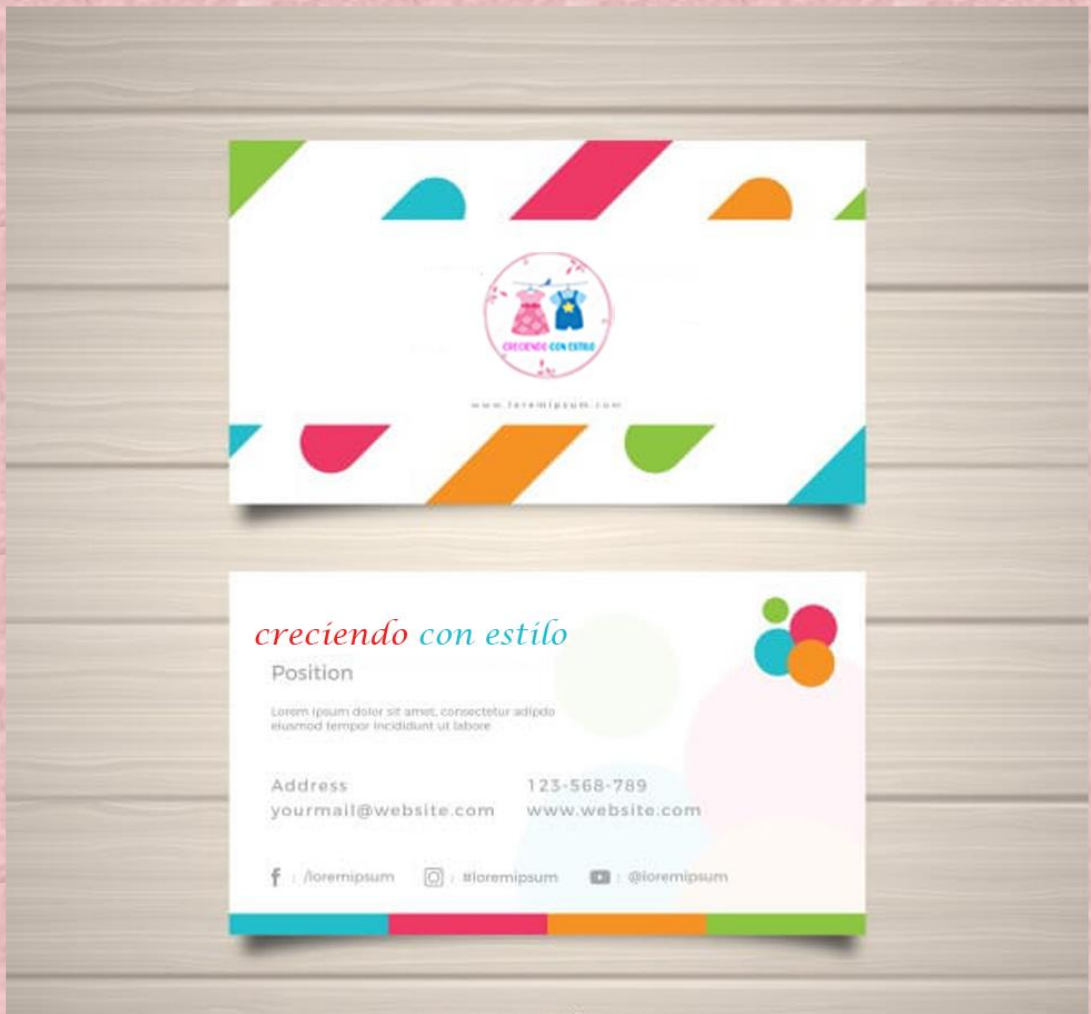 CRECIENDO CON ESTILO
www.loremipsum.com
creciendo con estilo
Position
Lorem ipsum dolor sit amet, consectetur adipdo
eiusmod tempor incididunt ut labore
Address 123-568-789
yourmail@website.com www.website.com
: /loremipsum : #loremipsum : @loremipsum